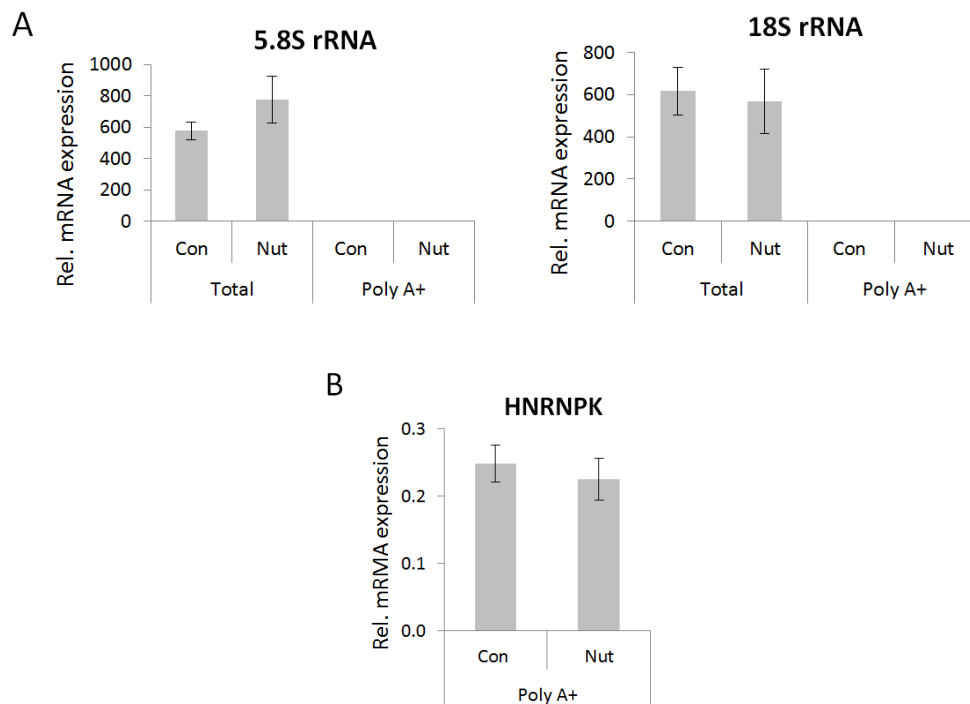 A
5.8S rRNA
Rel. mRNA expression
1000
800
600
400
200
0
Con Nut Con Nut
Total Poly A+
18S rRNA
Rel. mRNA expression
800
600
400
200
0
Con Nut Con Nut
Total Poly A+
B
HNRNPK
Rel. mRMA expression
0.3
0.2
0.1
0.0
Con Nut
Poly A+